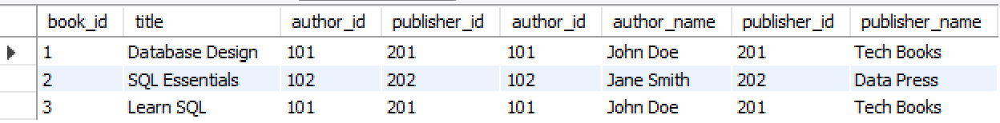 book_id title author_id publisher_id author_id author_name publisher_id publisher_name
1 Database Design 101 201 101 John Doe 201 Tech Books
2 SQL Essentials 102 202 102 Jane Smith 202 Data Press
3 Learn SQL 101 201 101 John Doe 201 Tech Books